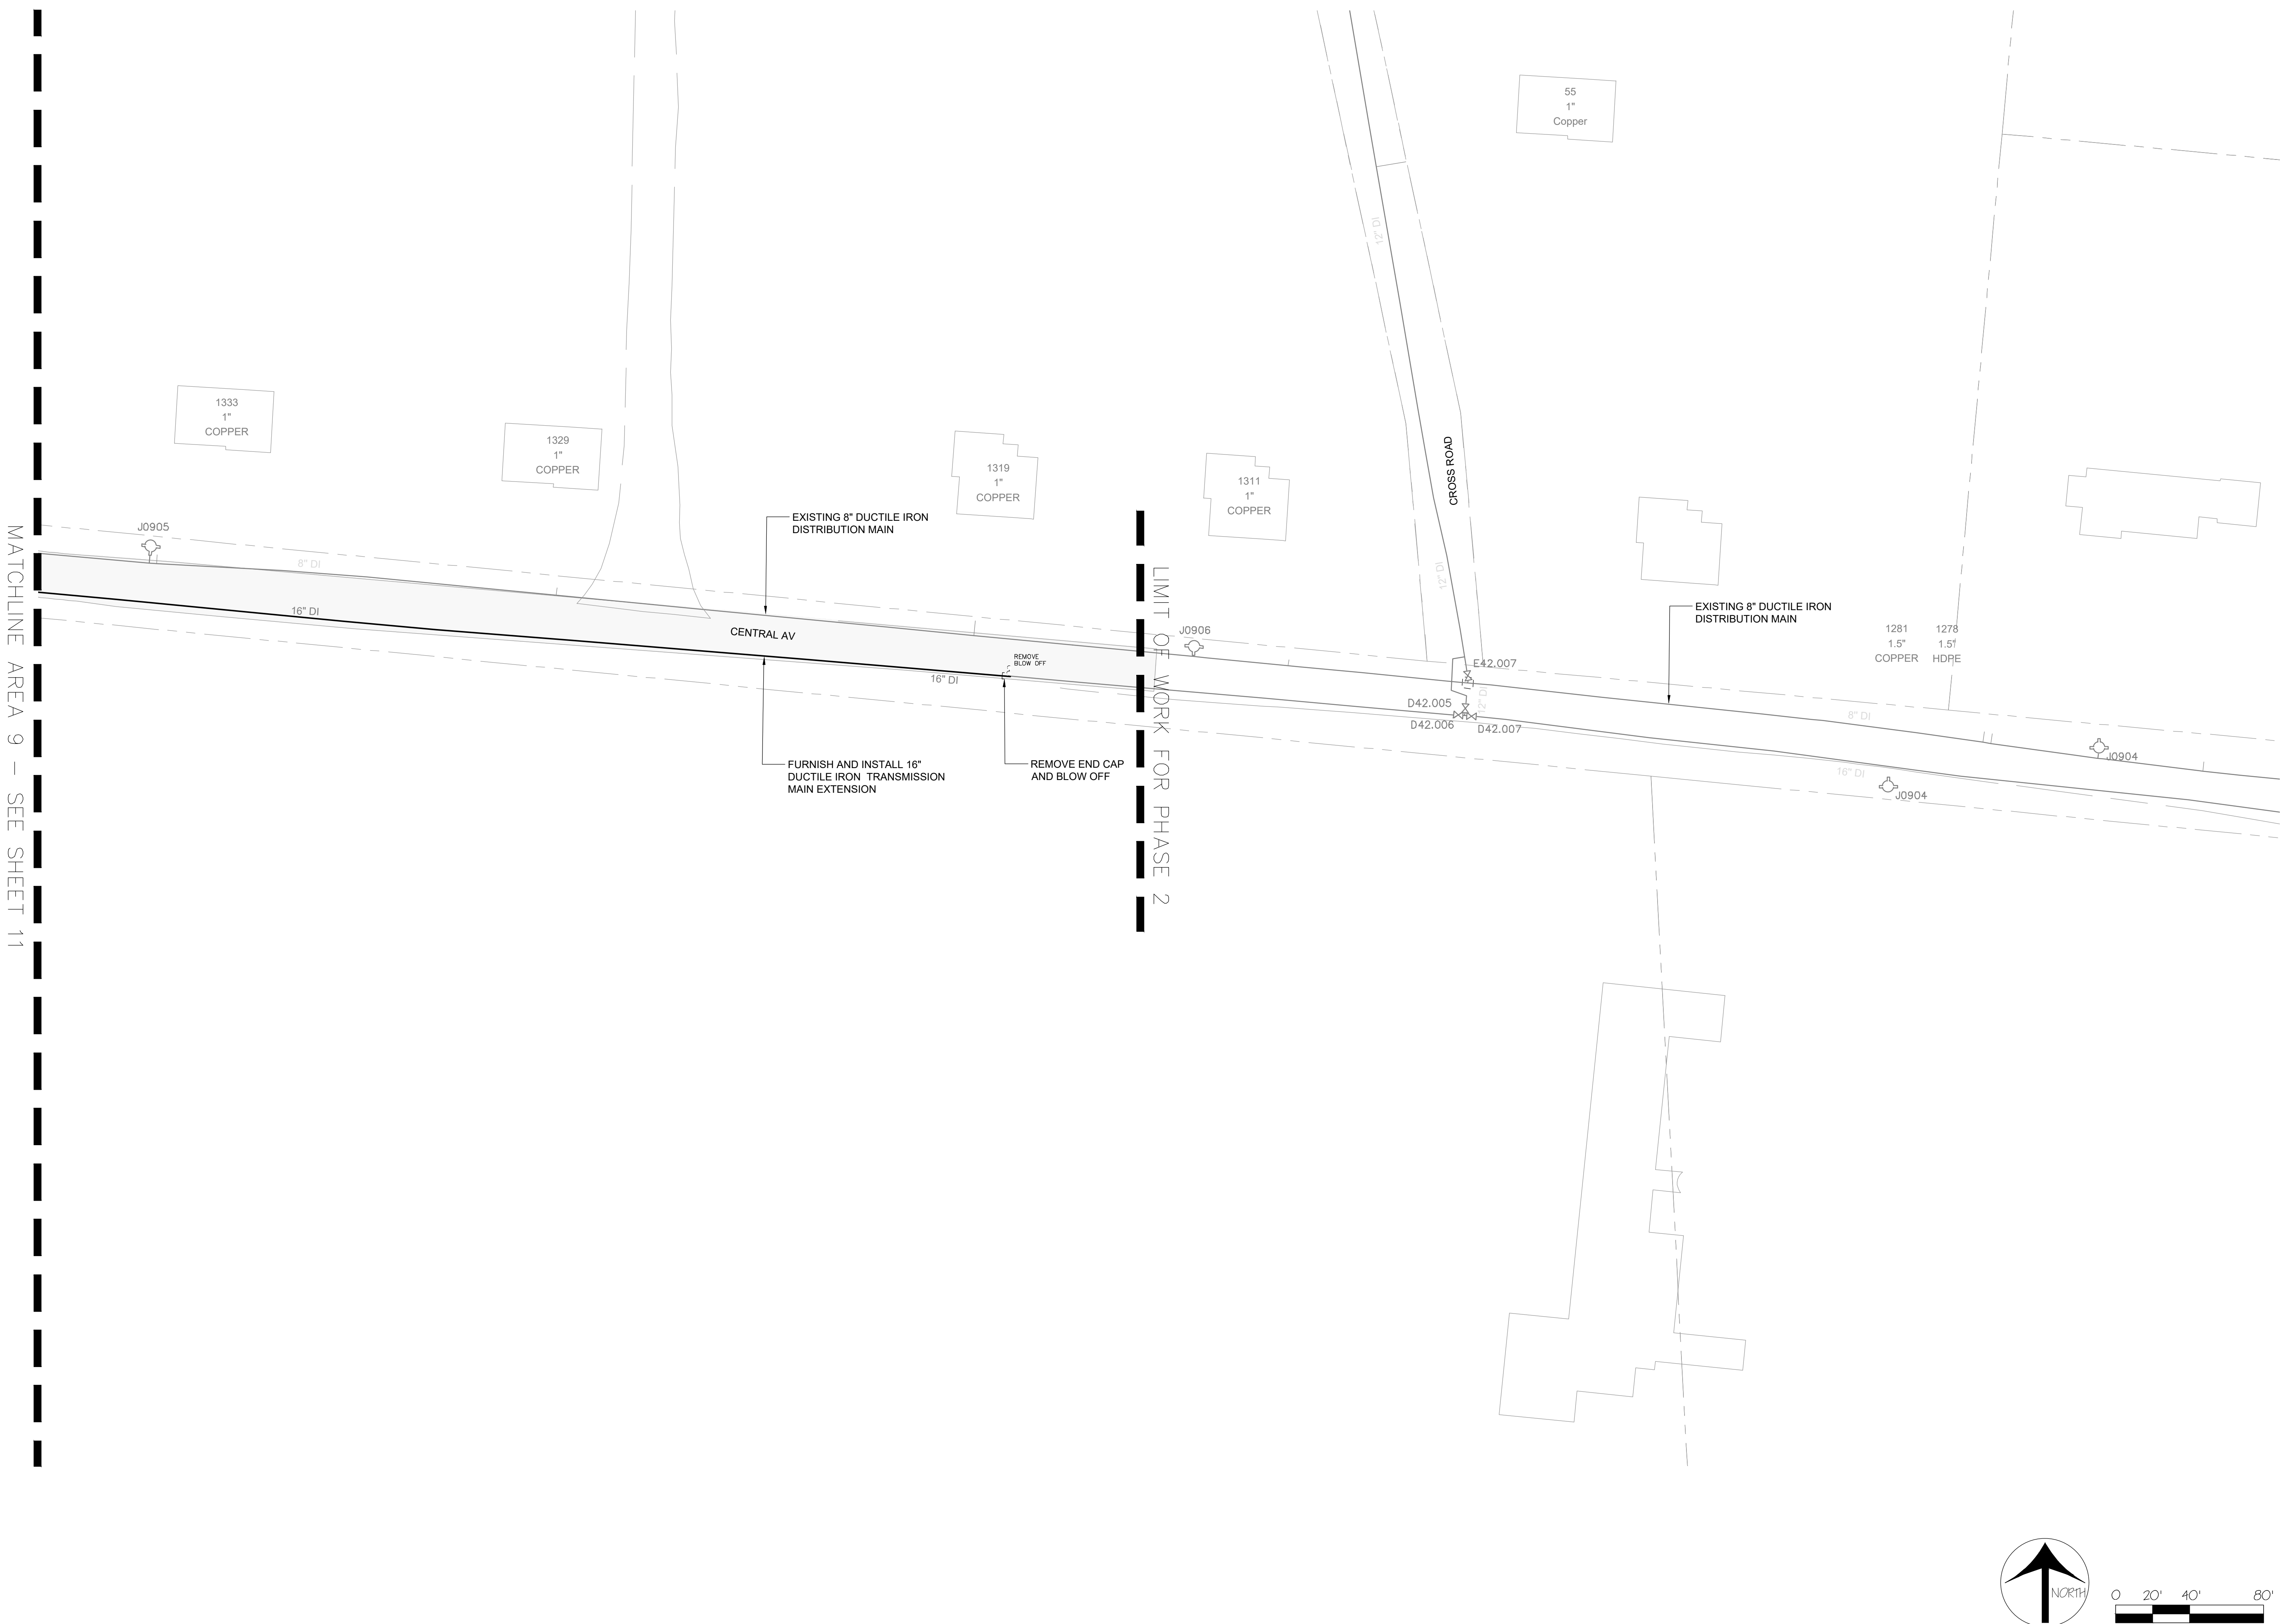 55
1"
Copper
12" DI
1333
1"
COPPER
1329
1"
COPPER
1319
1"
COPPER
1311
1"
COPPER
CROSS ROAD
EXISTING 8" DUCTILE IRON
DISTRIBUTION MAIN
J0905
8" DI
16" DI
CENTRAL AV
REMOVE
BLOW OFF
16" DI
J0906
12" DI
E42.007
12" DI
D42.005
D42.006
D42.007
EXISTING 8" DUCTILE IRON
DISTRIBUTION MAIN
1281
1.5"
COPPER
1278
1.5"
HDPE
8" DI
J0904
16" DI
J0904
FURNISH AND INSTALL 16"
DUCTILE IRON TRANSMISSION
MAIN EXTENSION
REMOVE END CAP
AND BLOW OFF
MATCHLINE AREA 9 – SEE SHEET 11
LIMIT OF WORK FOR PHASE 2
NORTH
0 20' 40' 80'